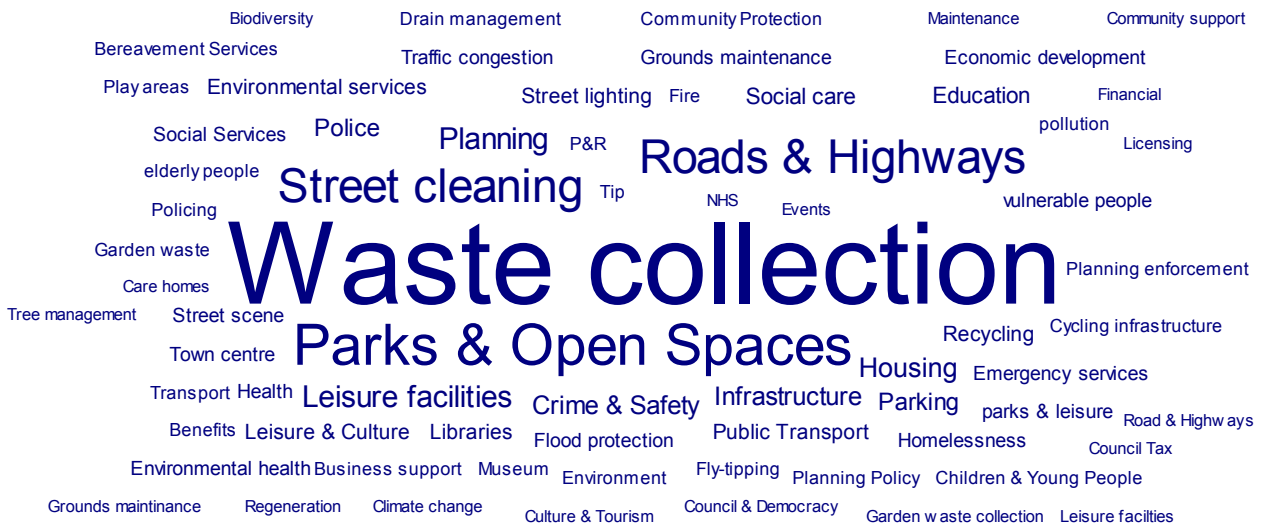 Biodiversity Drain management Community Protection Maintenance Community support
Bereavement Services Traffic congestion Grounds maintenance Economic development
Play areas Environmental services Street lighting Fire Social care Education Financial
Social Services Police Planning P&R Roads & Highways pollution Licensing
elderly people Street cleaning Tip NHS Events vulnerable people
Policing
Garden waste Waste collection Planning enforcement
Care homes
Tree management Street scene Parks & Open Spaces Recycling Cycling infrastructure
Town centre Housing Emergency services
Transport Health Leisure facilities Crime & Safety Infrastructure Parking parks & leisure Road & Highways
Benefits Leisure & Culture Libraries Flood protection Public Transport Homelessness Council Tax
Environmental health Business support Museum Environment Fly-tipping Planning Policy Children & Young People
Grounds maintinance Regeneration Climate change Culture & Tourism Council & Democracy Garden waste collection Leisure facilties